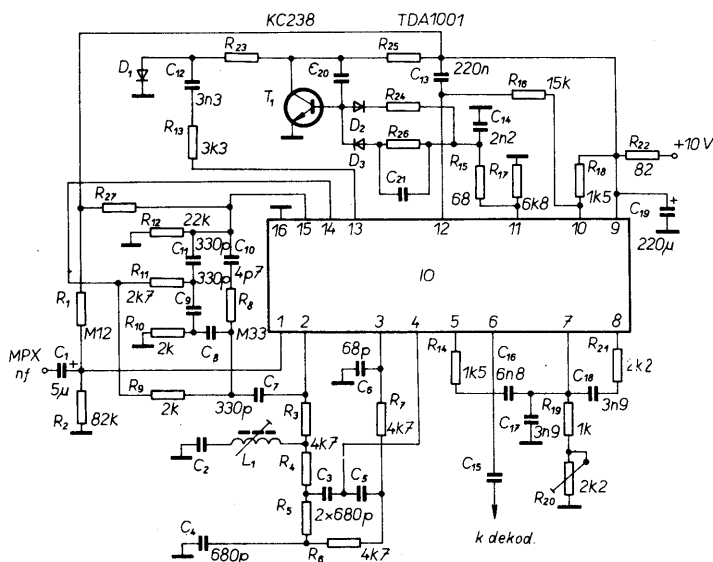 KC238 TDA1001
D1 C12 R23 C20 R25 C13 220n
3n3 T1 R24 R16 15k
R13 D2 C14
3k3 R26 2n2 R22 +10V
D3 R15 R17 R18 82
C21 68 6k8 1k5 C19
R27 220µ
R12 22k
16 15 14 13 12 11 10 9
C11 330p C10
R11 330p 4p7
2k7 C9 R8 IO
R1 R10 M33 1 2 3 4 5 6 7 8
M12 2k C8
MPX C1 + 68p R14 C16 R21
nf 5µ R9 C7 C6 R7 1k5 6n8 C18 2k2
R2 82k 2k 330p R3 4k7 C17 3n9 R19 3n9
4k7 1k
C2 L1 R4 C3 C5 C15 R20 2k2
R5 2×680p
C4 k dekod.
680p R6 4k7